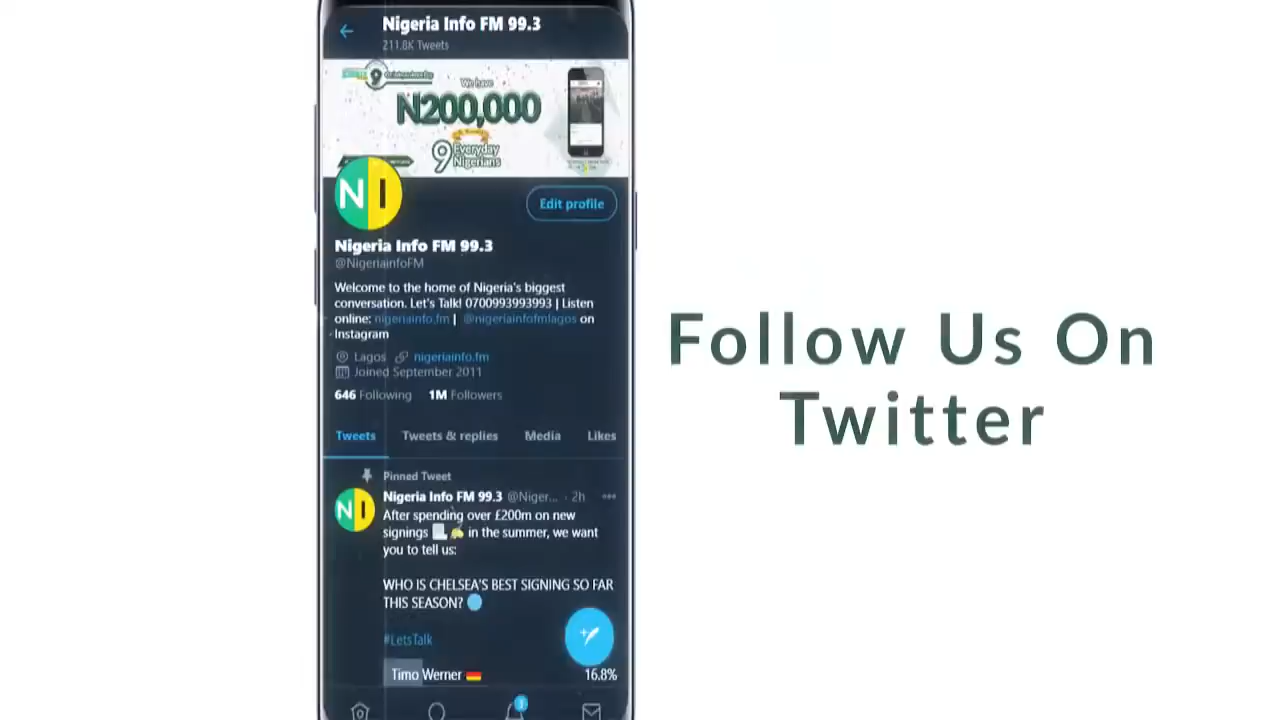 Nigeria Info FM 99.3
211.8K Tweets
We have
N200,000
9 Everyday
Nigerians
NI
Edit profile
Nigeria Info FM 99.3
@NigeriainfoFM
Welcome to the home of Nigeria's biggest
conversation. Let's Talk! 0700993993993 | Listen
online: nigeriainfo.fm | @nigeriainfofmlagos on
Instagram
Lagos nigeriainfo.fm
Joined September 2011
646 Following 1M Followers
Tweets Tweets & replies Media Likes
Pinned Tweet
NI
Nigeria Info FM 99.3 @Niger... · 2h
After spending over £200m on new
signings 📃✍ in the summer, we want
you to tell us:
WHO IS CHELSEA'S BEST SIGNING SO FAR
THIS SEASON? 🔵
#LetsTalk
Timo Werner 🇩🇪 16.8%
Follow Us On
Twitter